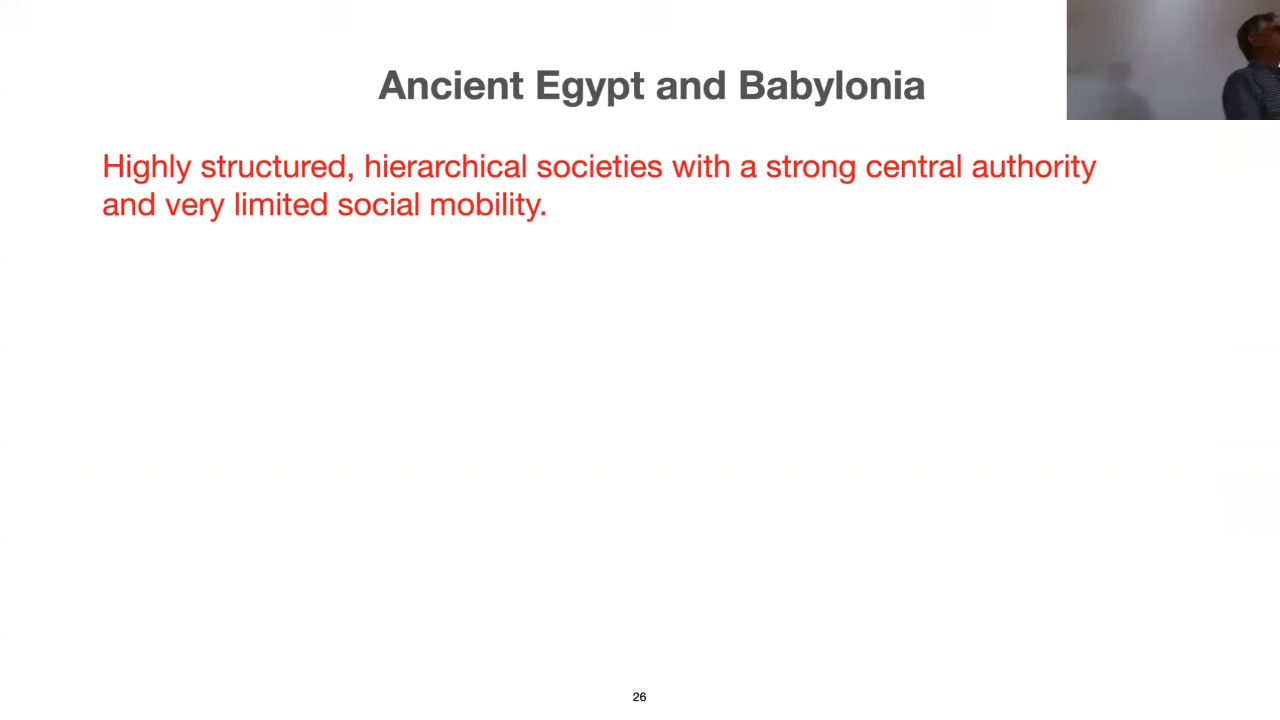 Ancient Egypt and Babylonia
Highly structured, hierarchical societies with a strong central authority
and very limited social mobility.
26